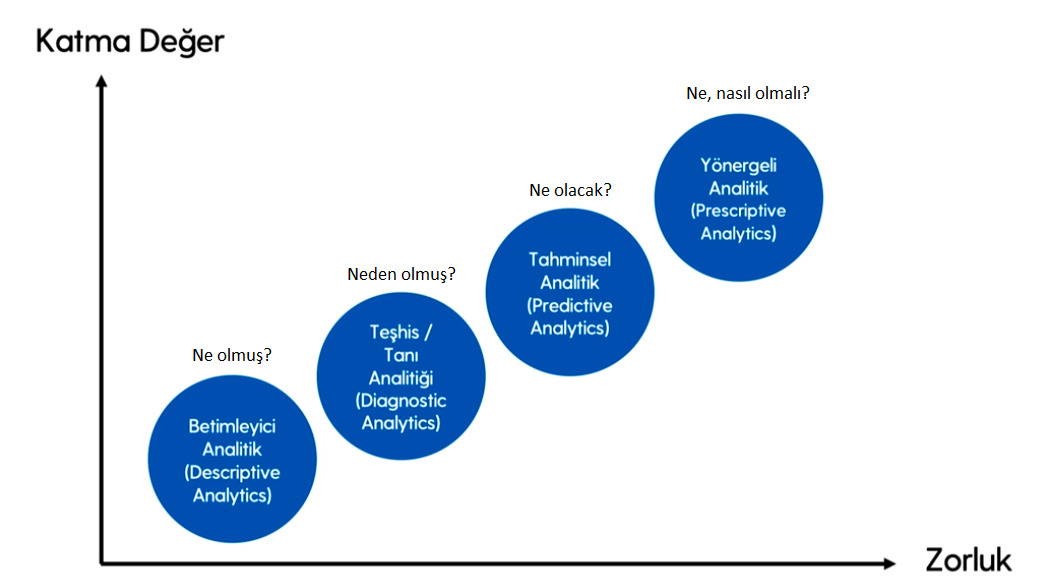 Katma Değer
Ne, nasıl olmalı?
Yönergeli
Analitik
(Prescriptive
Analytics)
Ne olacak?
Tahminsel
Analitik
(Predictive
Analytics)
Neden olmuş?
Teşhis /
Tanı
Analitiği
(Diagnostic
Analytics)
Ne olmuş?
Betimleyici
Analitik
(Descriptive
Analytics)
Zorluk